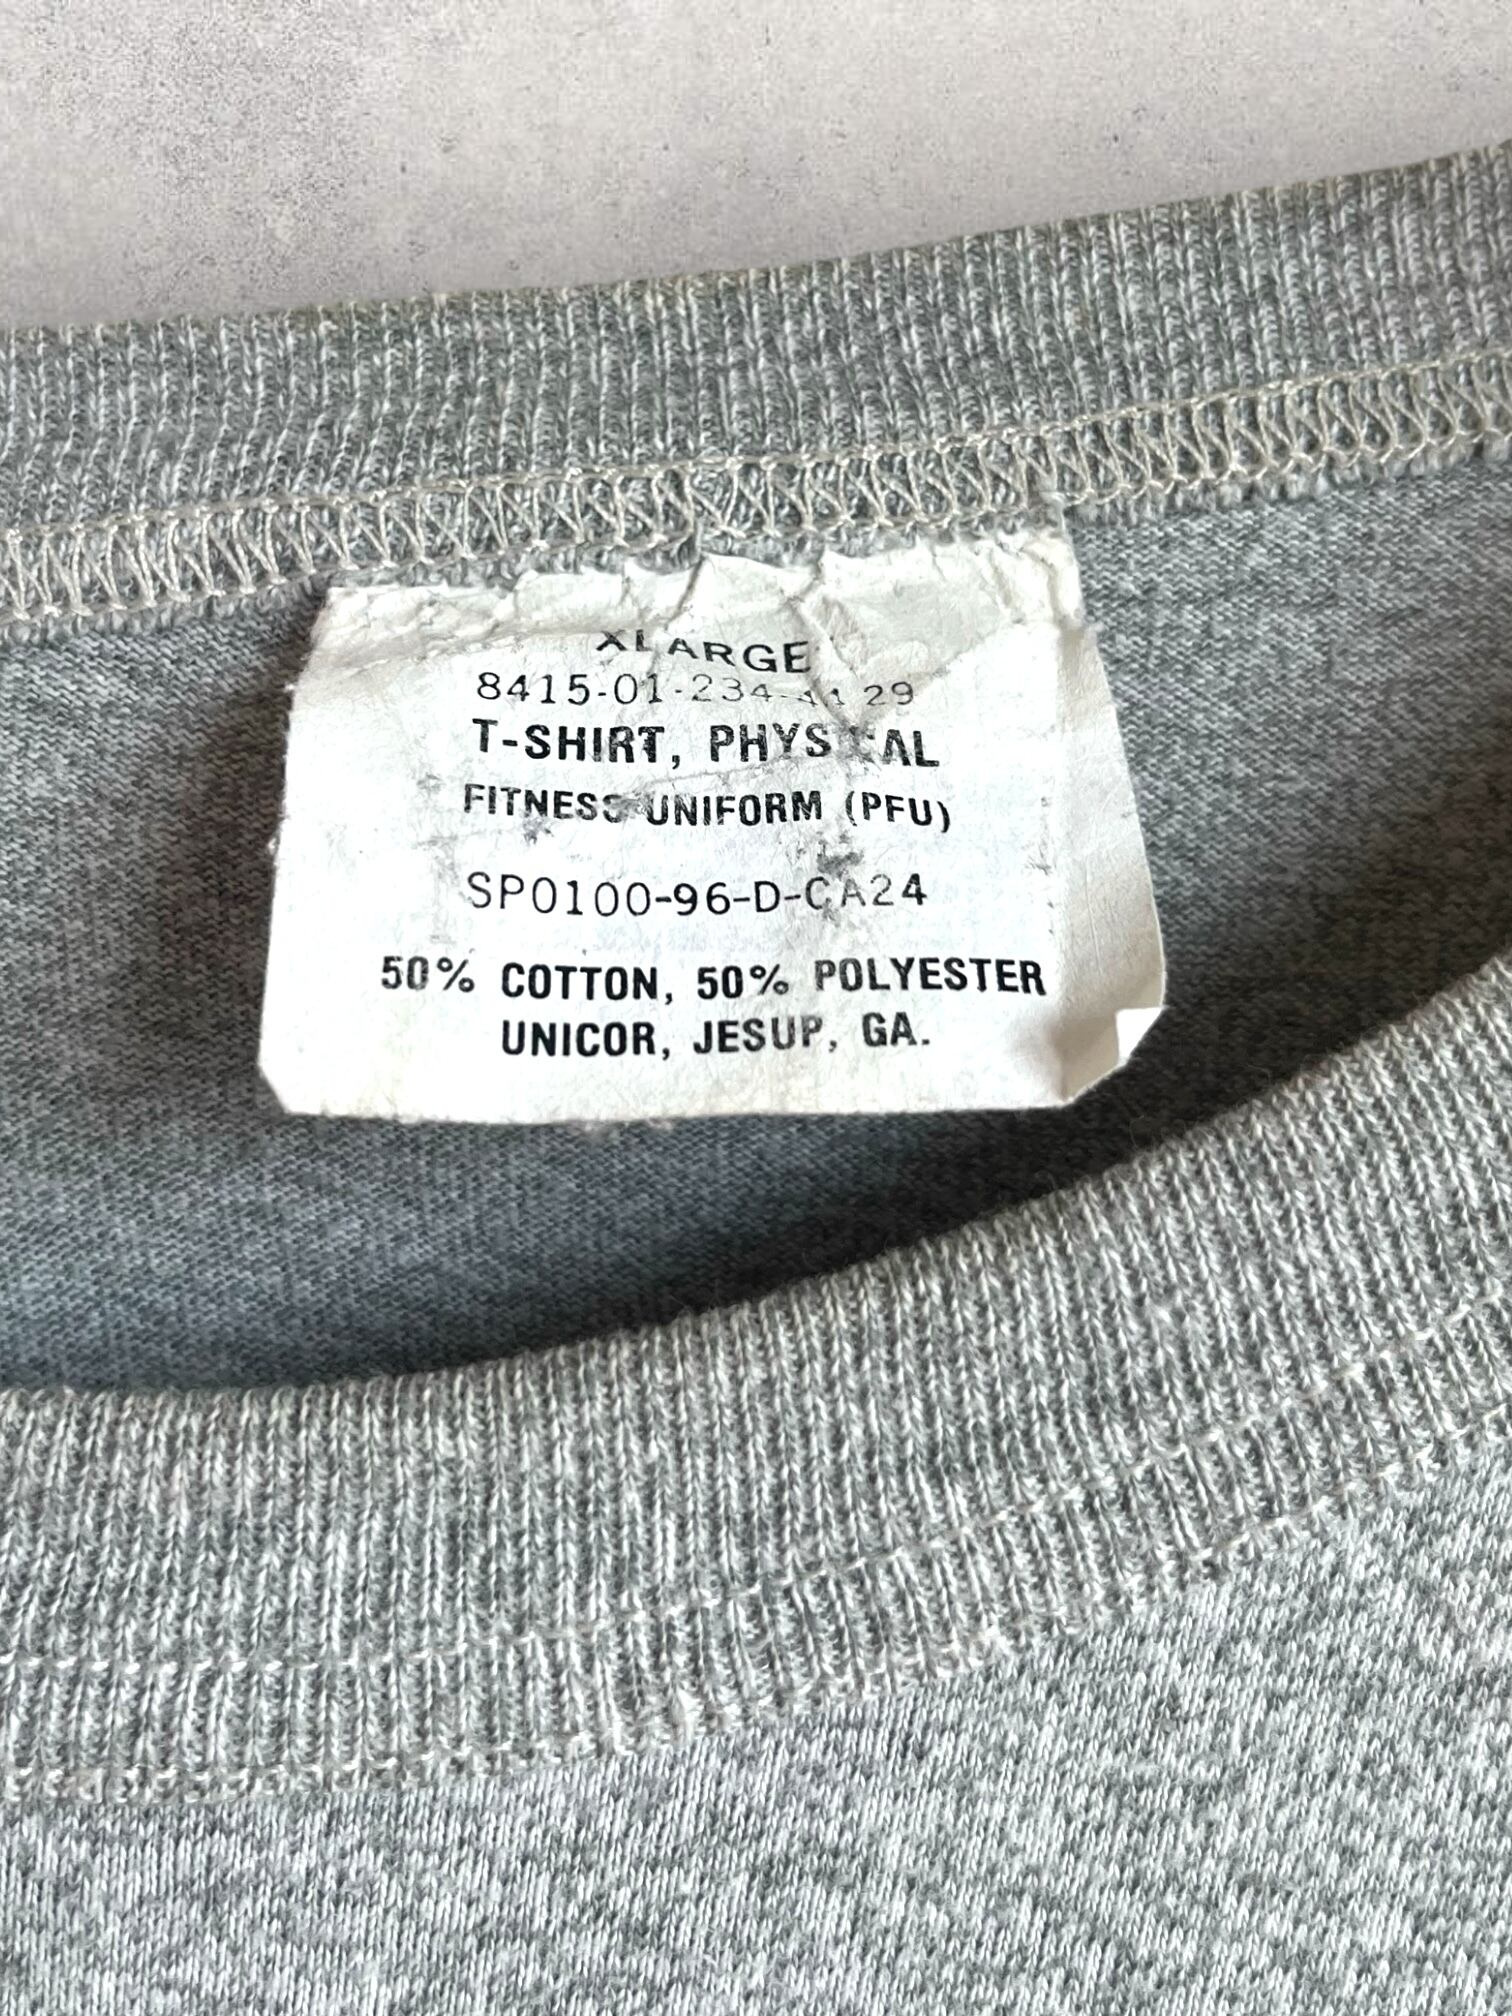 XLARGE
8415-01-234-4129
T-SHIRT, PHYSICAL
FITNESS UNIFORM (PFU)
SP0100-96-D-CA24
50% COTTON, 50% POLYESTER
UNICOR, JESUP, GA.